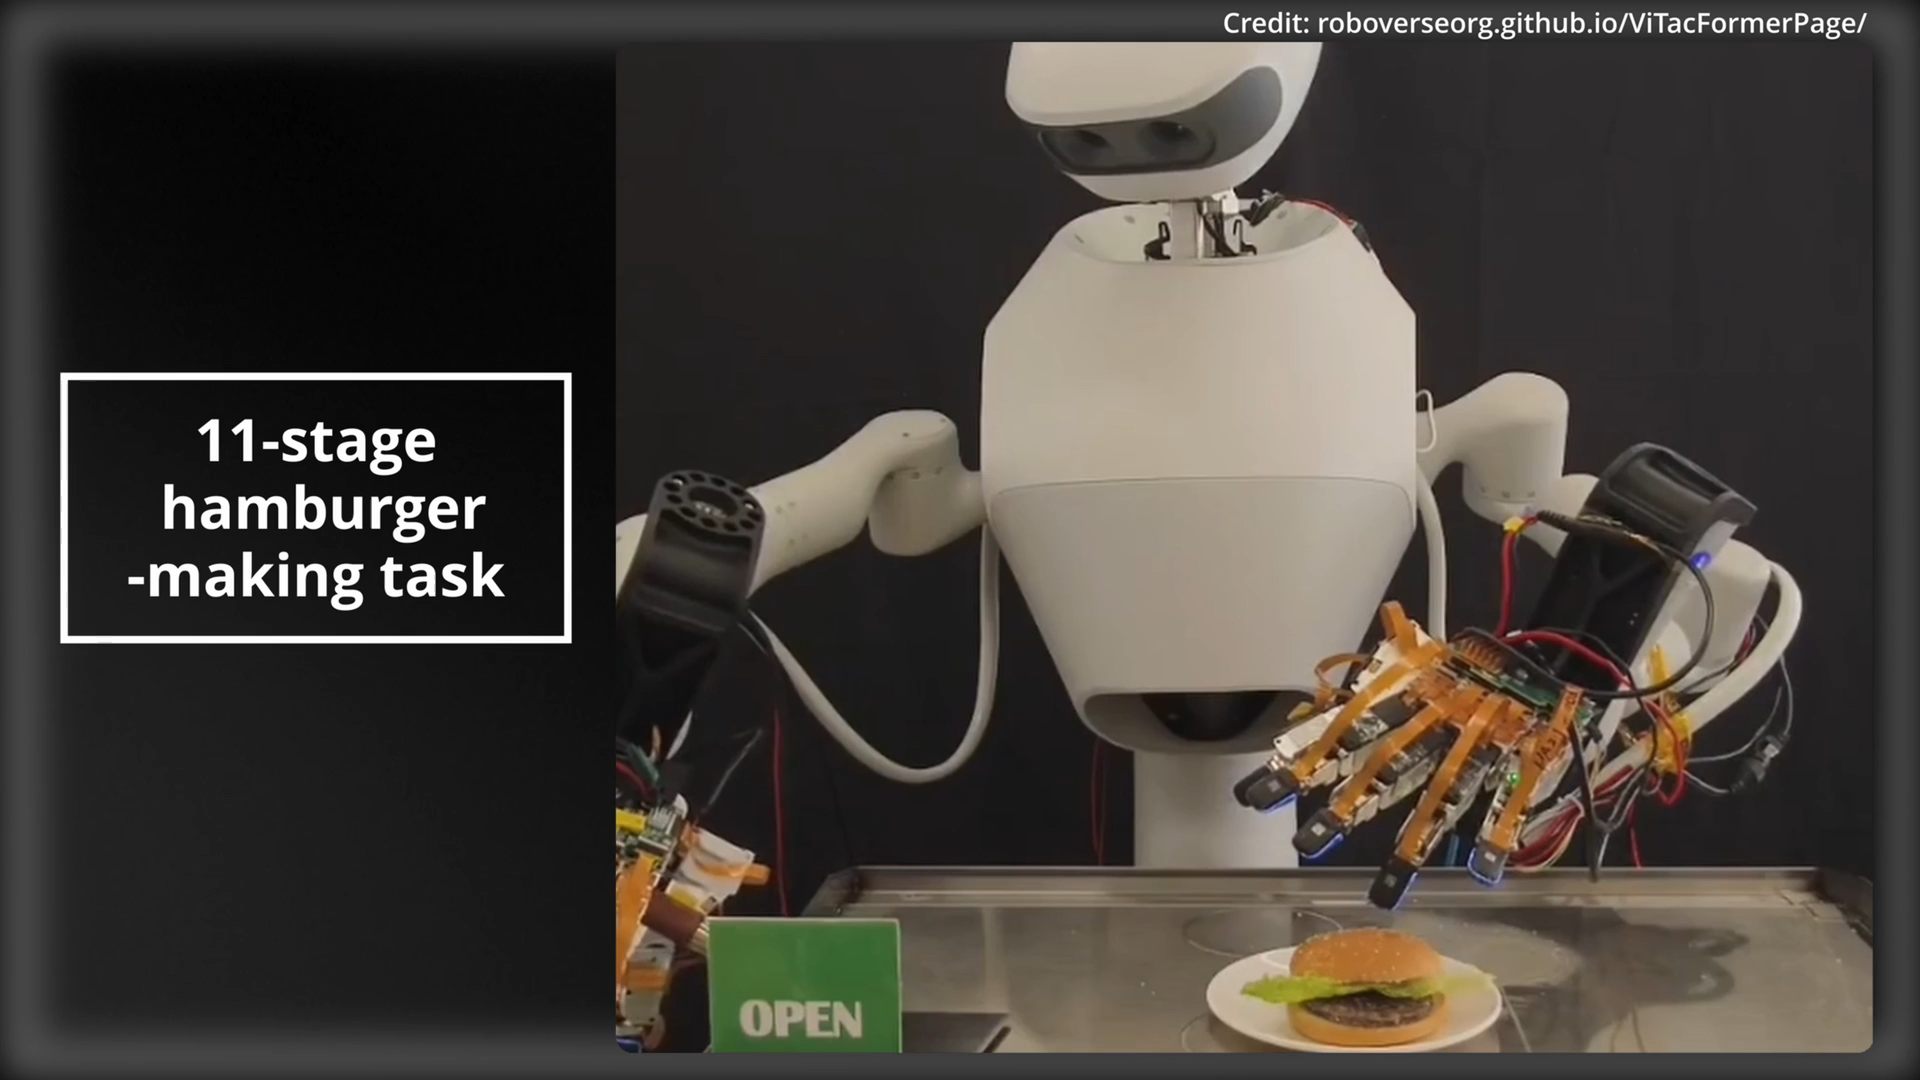 Credit: roboverseorg.github.io/ViTacFormerPage/
11-stage
hamburger
-making task
OPEN